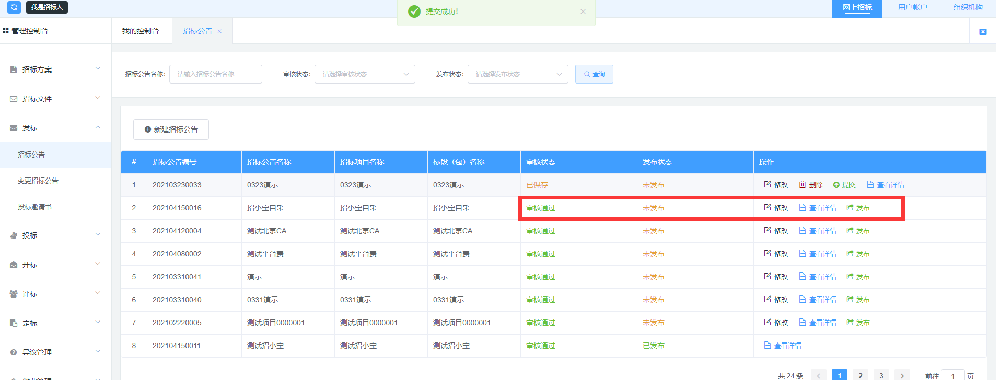 我是招标人
提交成功！
网上招标 用户帐户 组织机构
管理控制台
我的控制台 招标公告
招标方案
招标文件
发标
招标公告
变更招标公告
投标邀请书
投标
开标
评标
定标
异议管理
招标公告名称： 请输入招标公告名称 审核状态： 请选择审核状态 发布状态： 请选择发布状态 查询
新建招标公告
# 招标公告编号 招标公告名称 招标项目名称 标段（包）名称 审核状态 发布状态 操作
1 202103230033 0323演示 0323演示 0323演示 已保存 未发布 修改 删除 提交 查看详情
2 202104150016 招小宝自采 招小宝自采 招小宝自采 审核通过 未发布 修改 查看详情 发布
3 202104120004 测试北京CA 测试北京CA 测试北京CA 审核通过 未发布 修改 查看详情 发布
4 202104080002 测试平台费 测试平台费 测试平台费 审核通过 未发布 修改 查看详情 发布
5 202103310041 演示 演示 演示 审核通过 未发布 修改 查看详情 发布
6 202103310040 0331演示 0331演示 0331演示 审核通过 未发布 修改 查看详情 发布
7 202102220005 测试项目0000001 测试项目0000001 测试项目0000001 审核通过 未发布 修改 查看详情 发布
8 202104150011 测试招小宝 测试招小宝 测试招小宝 审核通过 已发布 查看详情
共 24 条 1 2 3 前往 1 页